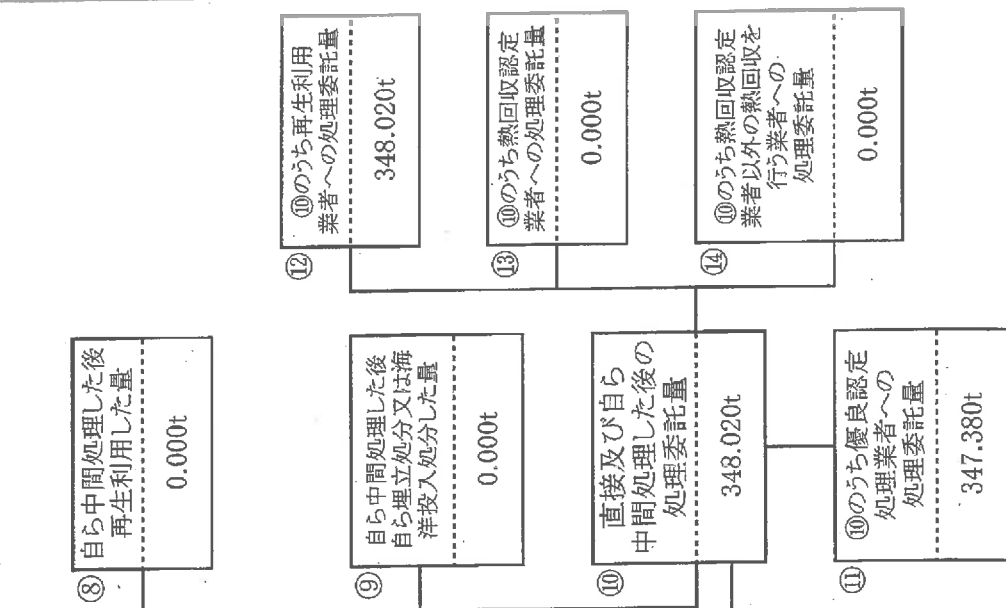 ⑧
自ら中間処理した後
再生利用した量
0.000t
⑨
自ら中間処理した後
自ら埋立処分又は海
洋投入処分した量
0.000t
⑩
直接及び自ら
中間処理した後の
処理委託量
348.020t
⑪
⑩のうち優良認定
処理業者への
処理委託量
347.380t
⑫
⑩のうち再生利用
業者への処理委託量
348.020t
⑬
⑩のうち熱回収認定
業者への処理委託量
0.000t
⑭
⑩のうち熱回収認定
業者以外の熱回収を
行う業者への
処理委託量
0.000t